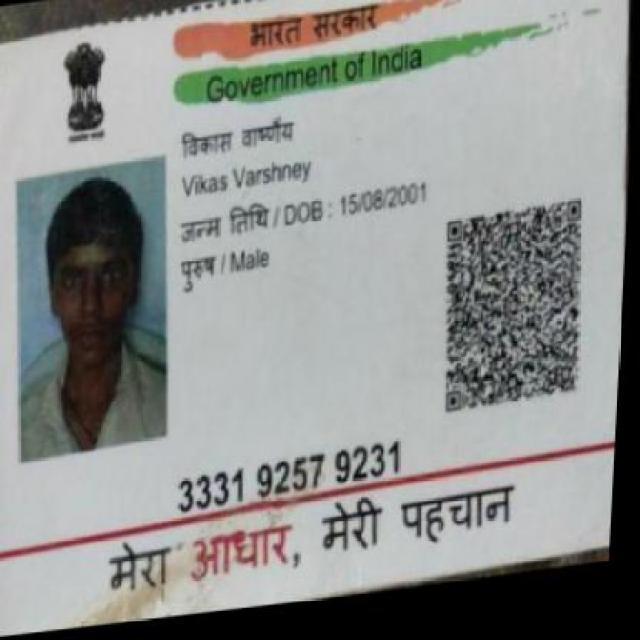 भारत सरकार
Government of India
विकास वार्ष्णेय
Vikas Varshney
जन्म तिथि / DOB : 15/08/2001
पुरुष / Male
3331 9257 9231
मेरा आधार, मेरी पहचान